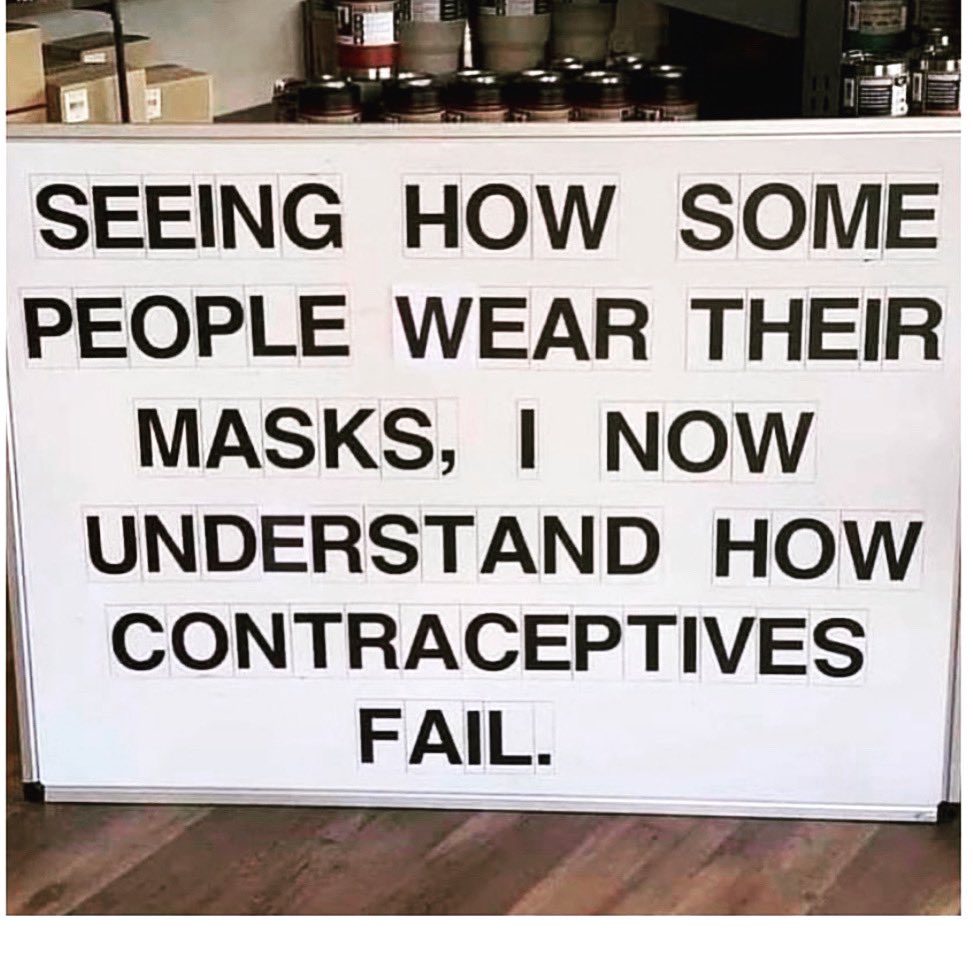 SEEING HOW SOME
PEOPLE WEAR THEIR
MASKS, I NOW
UNDERSTAND HOW
CONTRACEPTIVES
FAIL.